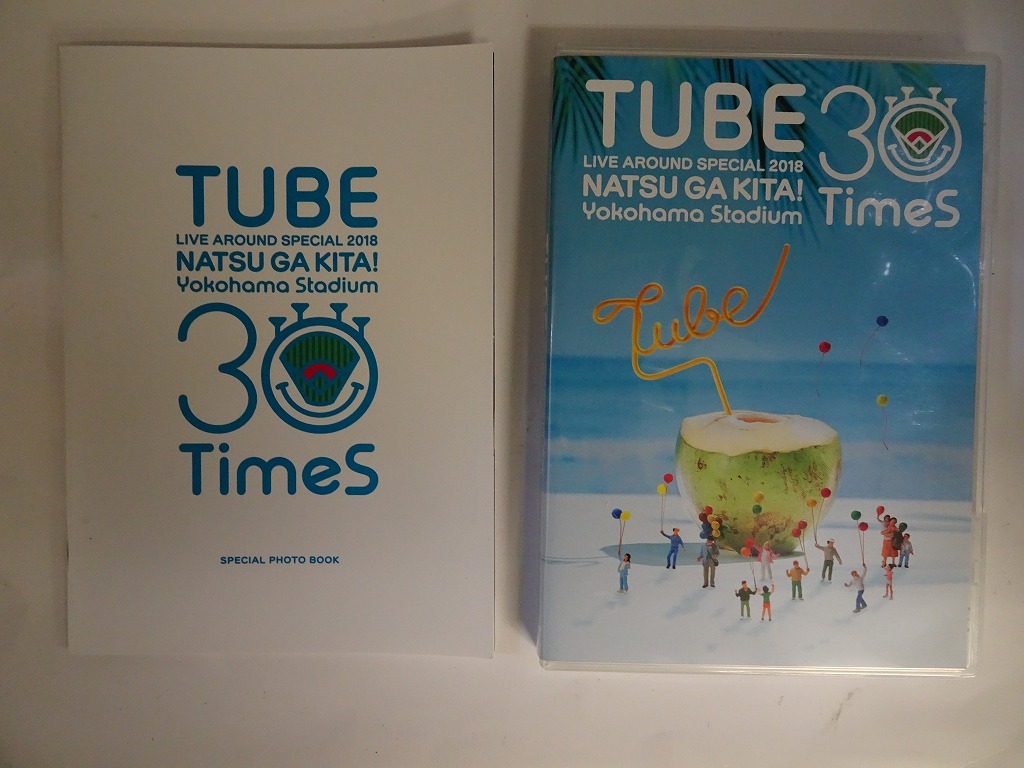 TUBE
LIVE AROUND SPECIAL 2018
NATSU GA KITA!
Yokohama Stadium
30
TimeS
SPECIAL PHOTO BOOK
TUBE
LIVE AROUND SPECIAL 2018
NATSU GA KITA!
Yokohama Stadium
30
TimeS
Tube